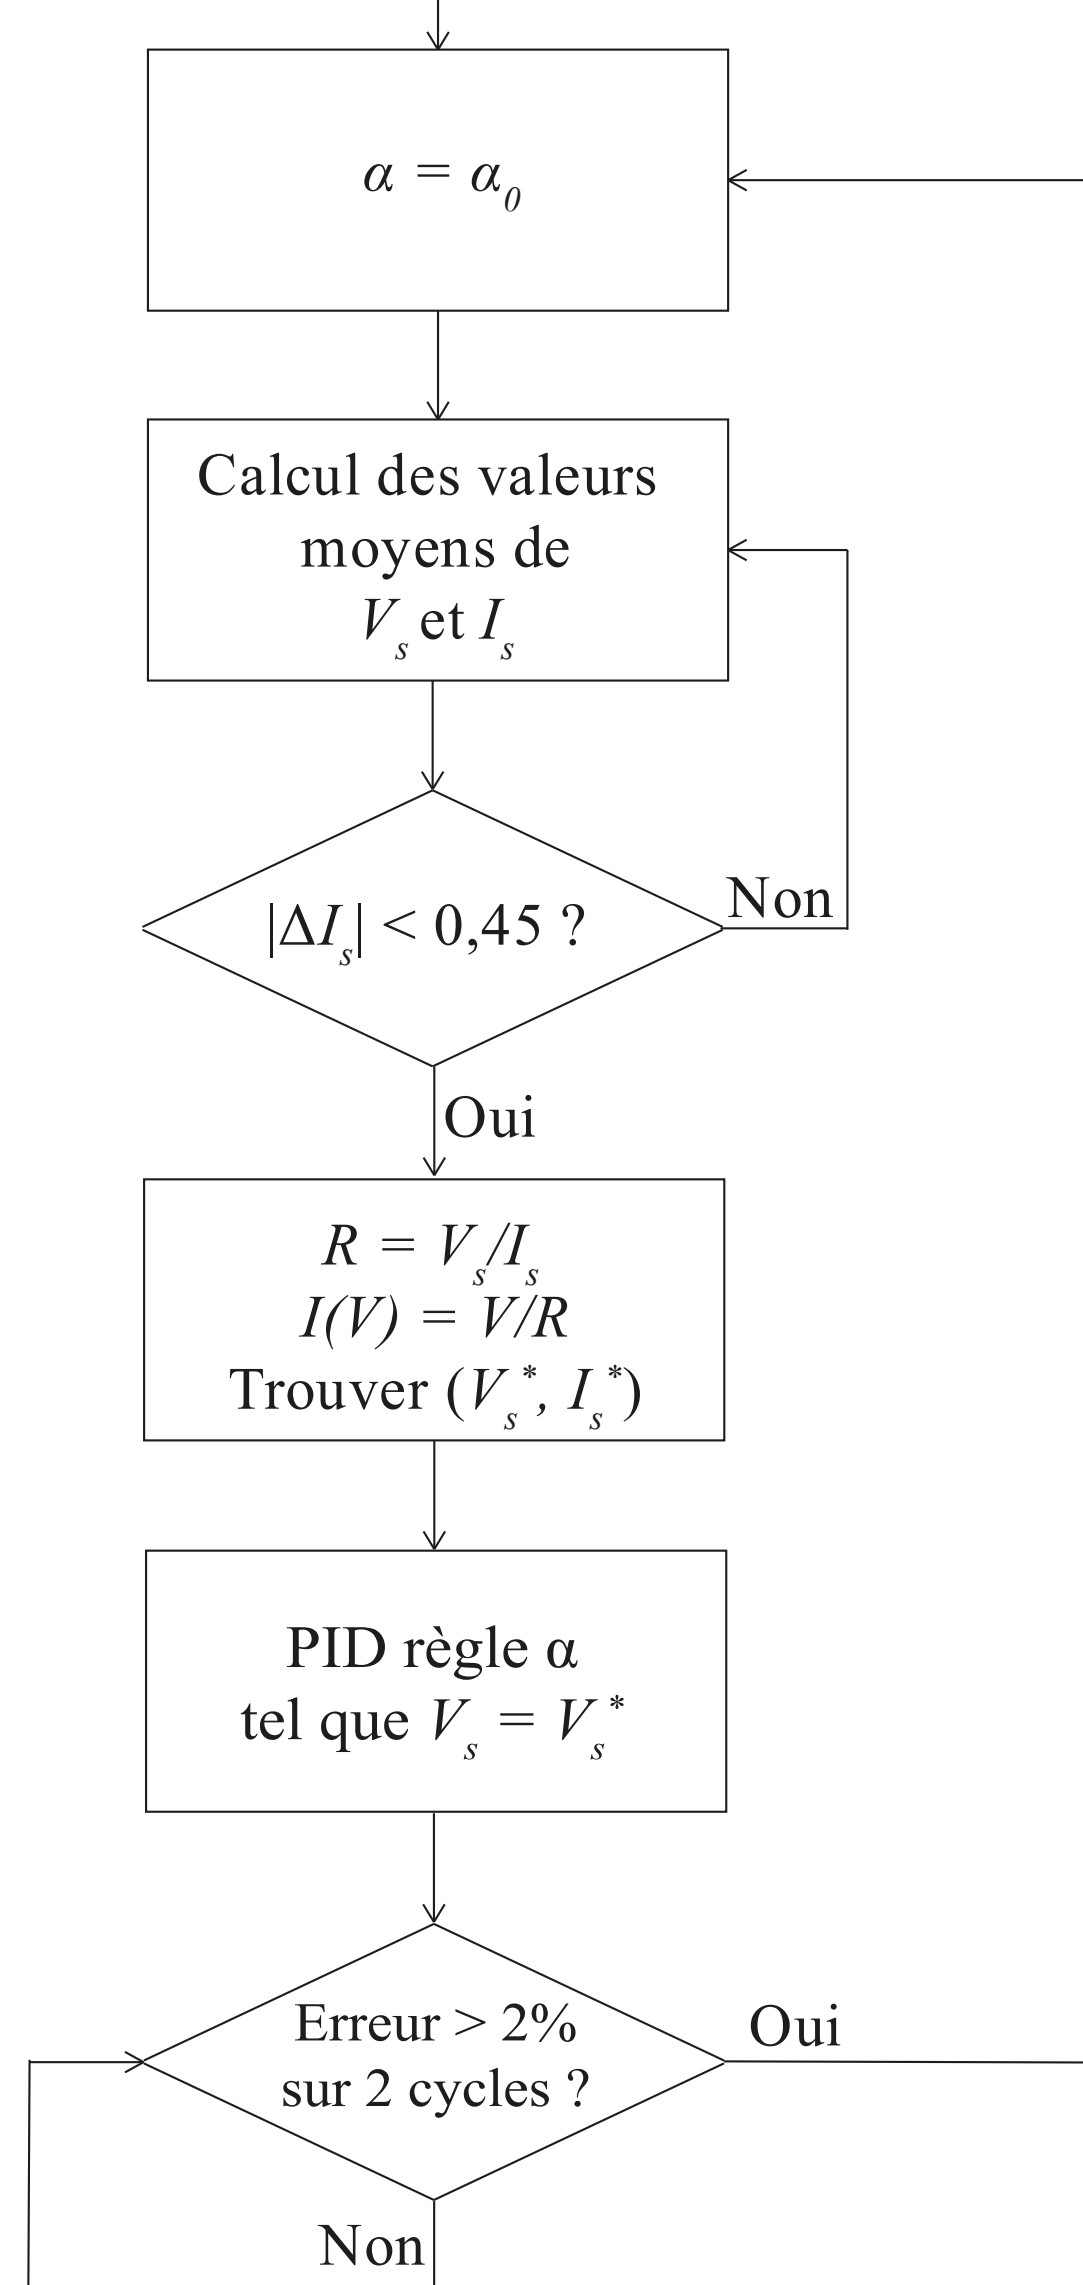 α = α₀
Calcul des valeurs
moyens de
Vₛ et Iₛ
|ΔIₛ| < 0,45 ?
Non
Oui
R = Vₛ/Iₛ
I(V) = V/R
Trouver (Vₛ*, Iₛ*)
PID règle α
tel que Vₛ = Vₛ*
Erreur > 2%
sur 2 cycles ?
Oui
Non